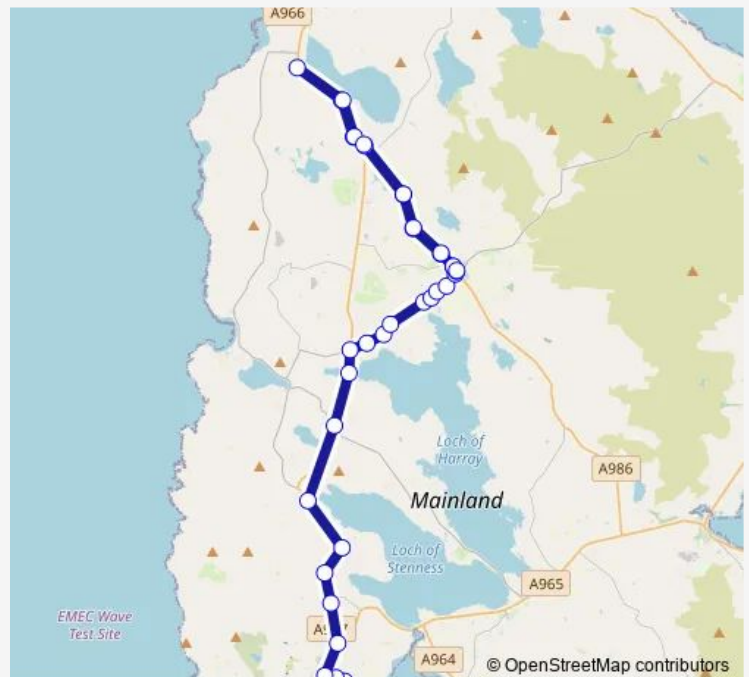 A966
Loch of
Harray
A986
Mainland
Loch of
Stenness
A965
EMEC Wave
Test Site
A964
© OpenStreetMap contributors